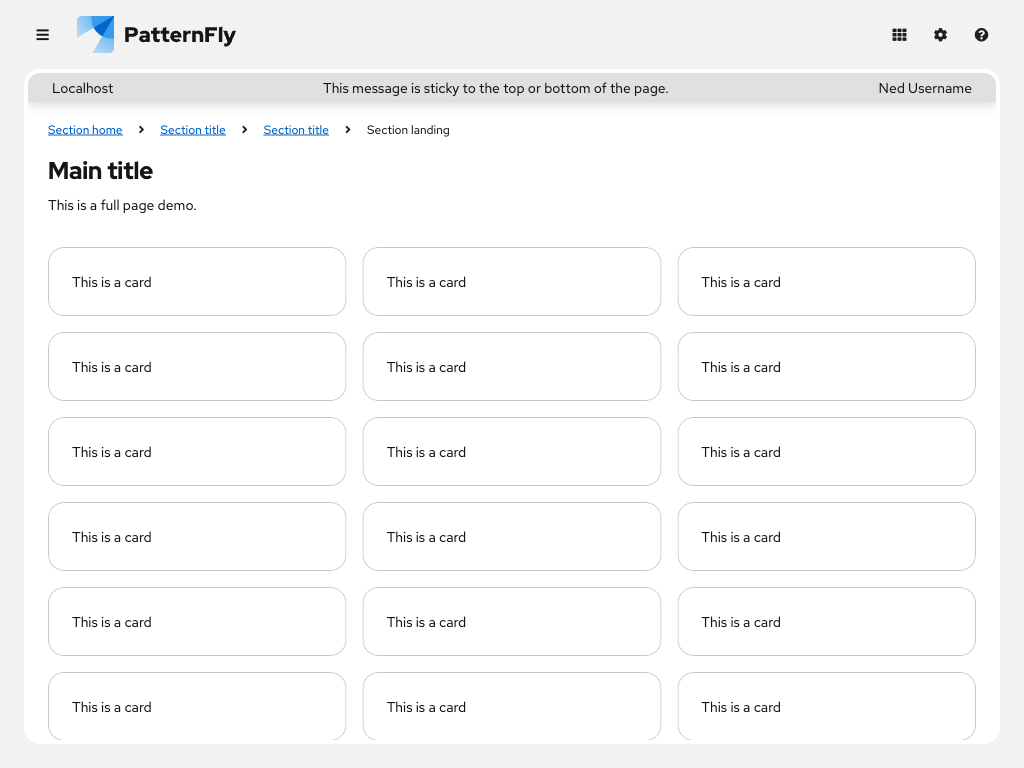 PatternFly
Localhost This message is sticky to the top or bottom of the page. Ned Username
Section home Section title Section title Section landing
Main title
This is a full page demo.
This is a card This is a card This is a card
This is a card This is a card This is a card
This is a card This is a card This is a card
This is a card This is a card This is a card
This is a card This is a card This is a card
This is a card This is a card This is a card